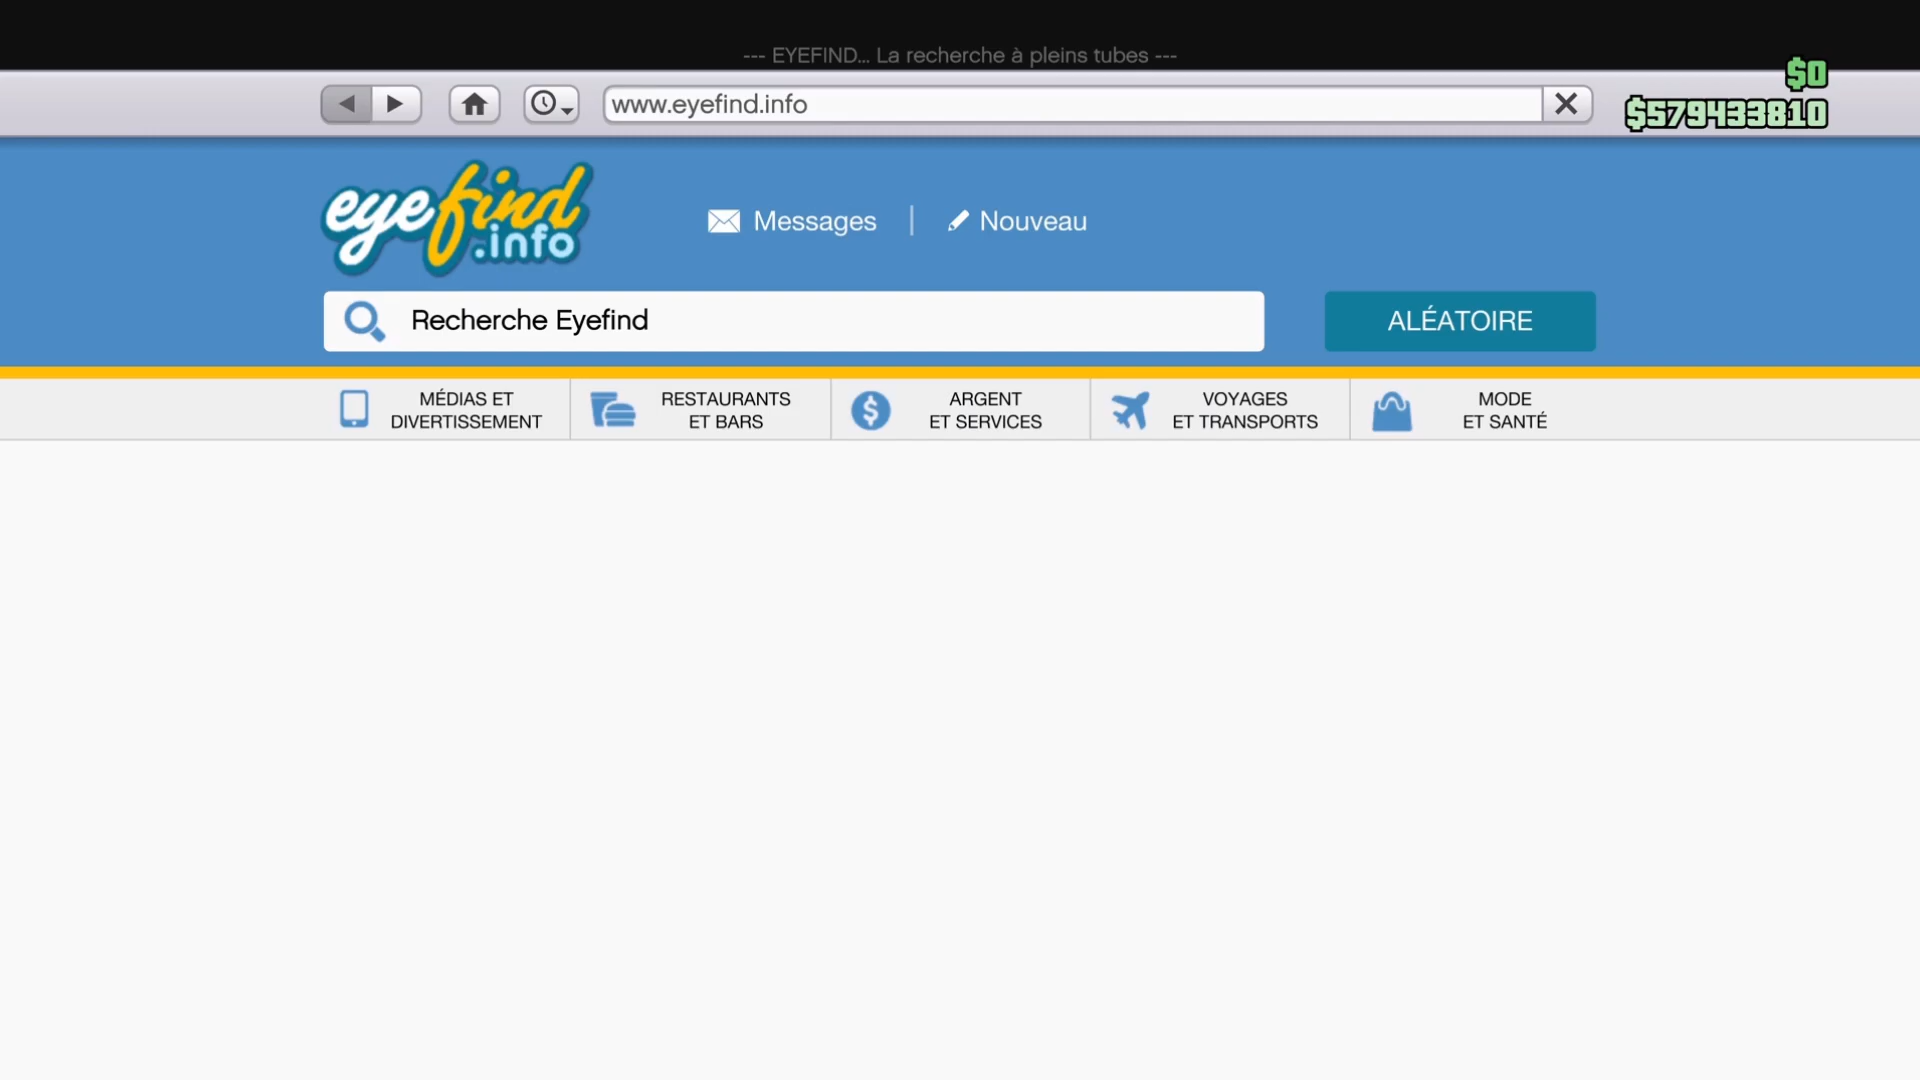 --- EYEFIND... La recherche à pleins tubes ---
$0
www.eyefind.info
$579433810
eyefind.info
Messages
Nouveau
Recherche Eyefind
ALÉATOIRE
MÉDIAS ET
DIVERTISSEMENT
RESTAURANTS
ET BARS
ARGENT
ET SERVICES
VOYAGES
ET TRANSPORTS
MODE
ET SANTÉ